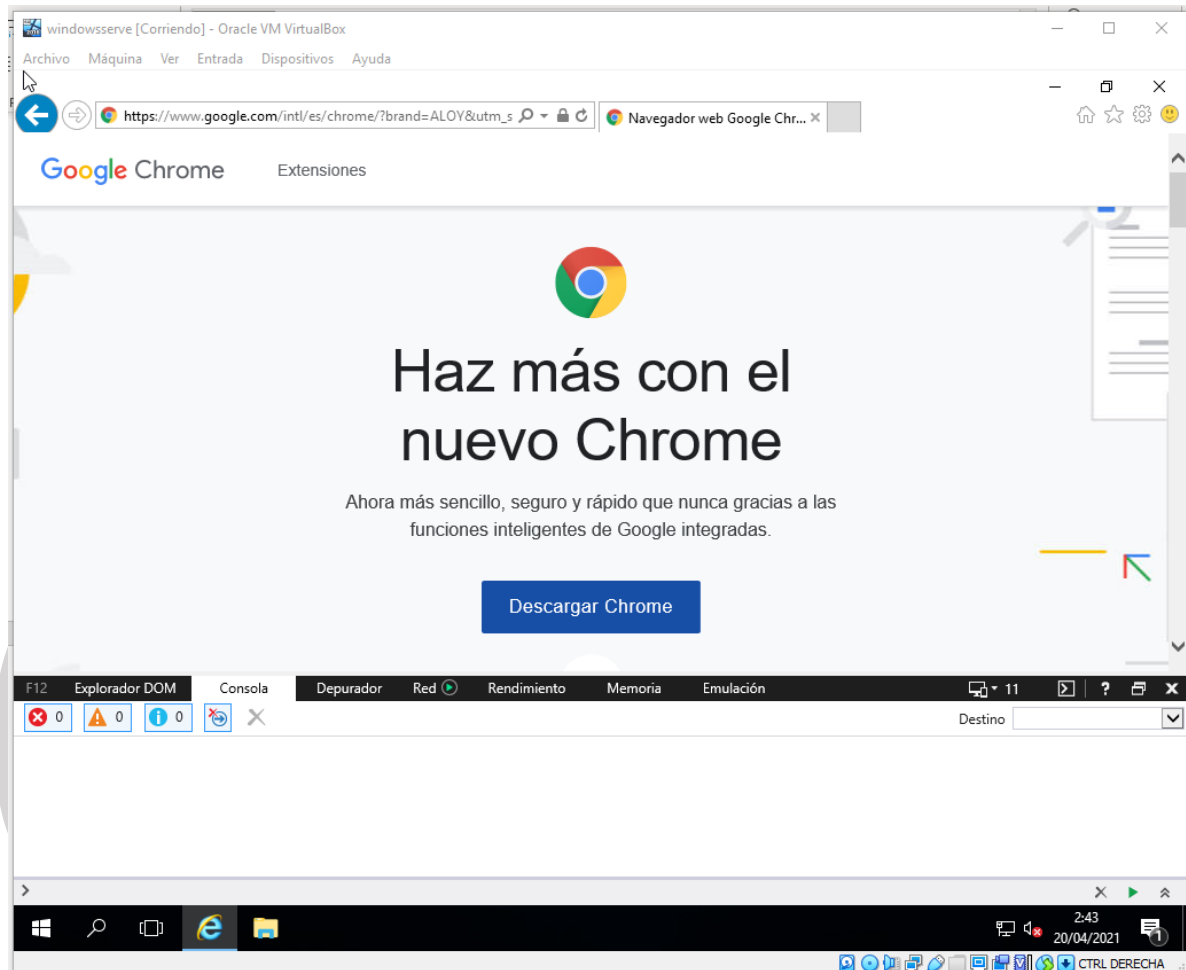 windowsserve [Corriendo] - Oracle VM VirtualBox
Archivo Máquina Ver Entrada Dispositivos Ayuda
https://www.google.com/intl/es/chrome/?brand=ALOY&utm_s
Navegador web Google Chr...
Google Chrome Extensiones
Haz más con el
nuevo Chrome
Ahora más sencillo, seguro y rápido que nunca gracias a las
funciones inteligentes de Google integradas.
Descargar Chrome
F12 Explorador DOM Consola Depurador Red Rendimiento Memoria Emulación 11 ?
0 0 0 Destino
>
2:43
20/04/2021
1
CTRL DERECHA